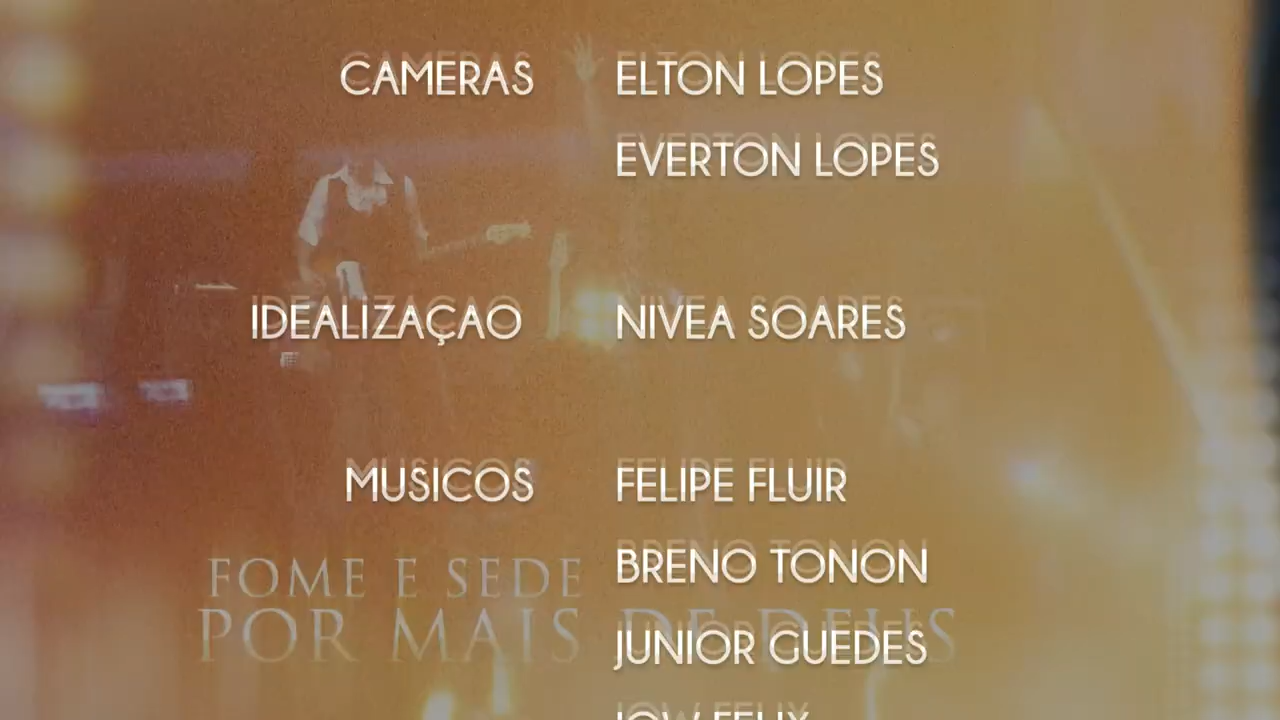 CAMERAS ELTON LOPES
EVERTON LOPES
IDEALIZAÇAO NIVEA SOARES
MUSICOS FELIPE FLUIR
BRENO TONON
FOME E SEDE
POR MAIS DE DEUS
JUNIOR GUEDES